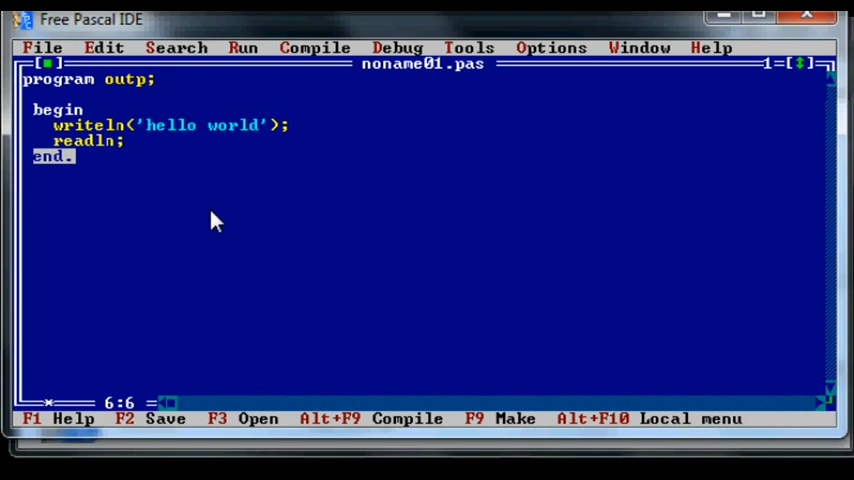 Free Pascal IDE
File Edit Search Run Compile Debug Tools Options Window Help
noname01.pas 1
program outp;
begin
writeln('hello world');
readln;
end.
6:6
F1 Help F2 Save F3 Open Alt+F9 Compile F9 Make Alt+F10 Local menu